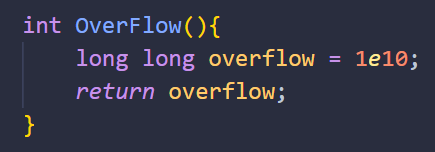 int OverFlow(){
    long long overflow = 1e10;
    return overflow;
}